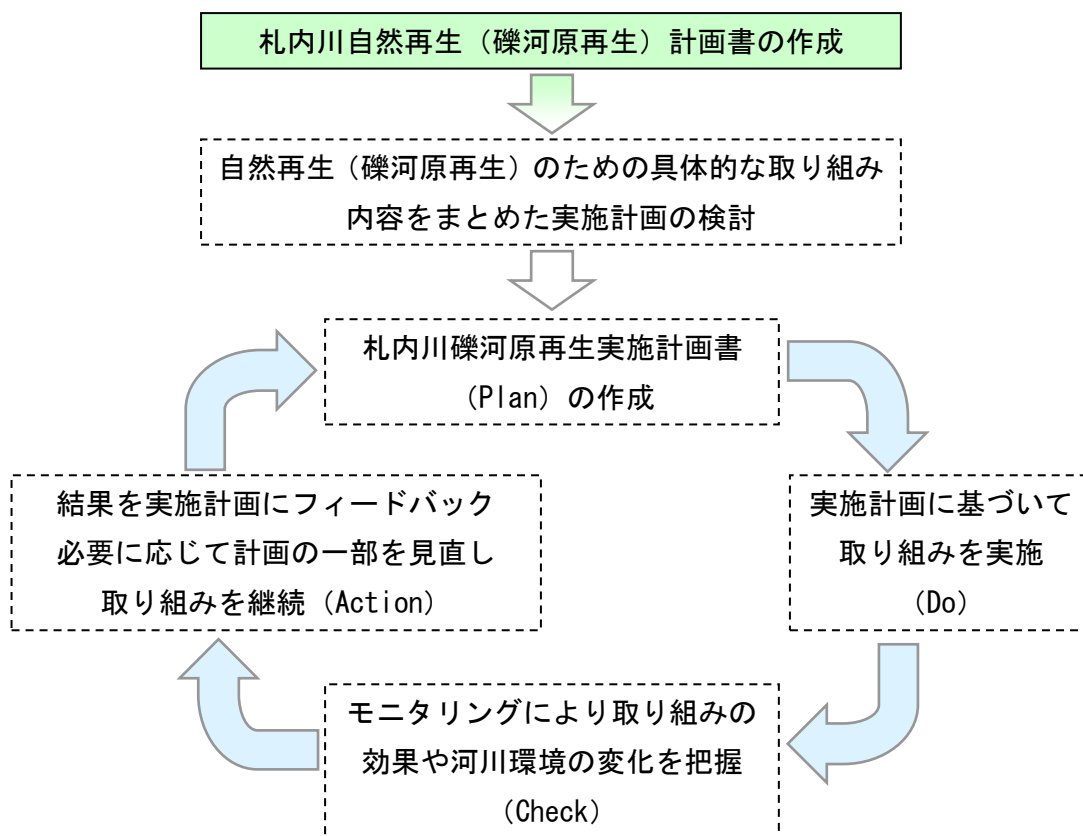 札内川自然再生（礫河原再生）計画書の作成
自然再生（礫河原再生）のための具体的な取り組み
内容をまとめた実施計画の検討
札内川礫河原再生実施計画書
（Plan）の作成
実施計画に基づいて
取り組みを実施
（Do）
モニタリングにより取り組みの
効果や河川環境の変化を把握
（Check）
結果を実施計画にフィードバック
必要に応じて計画の一部を見直し
取り組みを継続（Action）